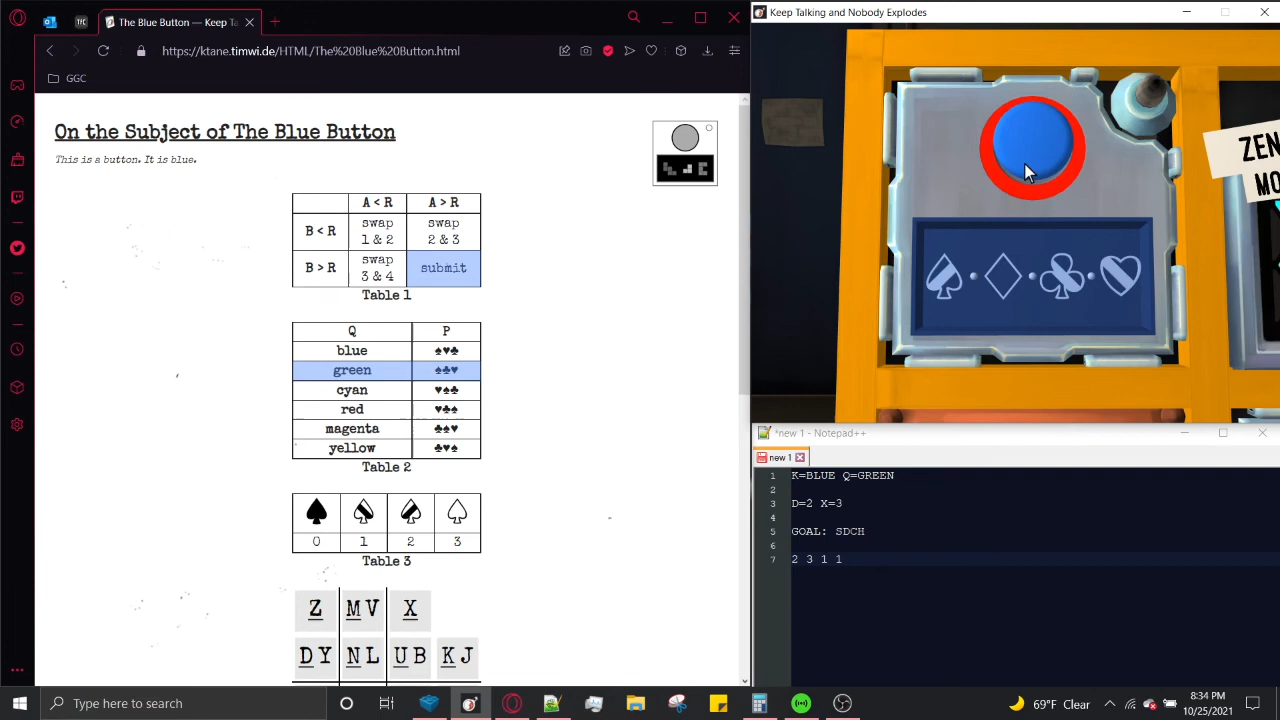 The Blue Button — Keep Ta
https://ktane.timwi.de/HTML/The%20Blue%20Button.html
GGC
On the Subject of The Blue Button
This is a button. It is blue.
A < R A > R
B < R swap 1 & 2 swap 2 & 3
B > R swap 3 & 4 submit
Table 1
Q P
blue ♠♥♣
green ♠♣♥
cyan ♥♠♣
red ♥♣♠
magenta ♣♠♥
yellow ♣♥♠
Table 2
0 1 2 3
Table 3
Z MV X
DY NL UB KJ
Keep Talking and Nobody Explodes
ZEN
MO
*new 1 - Notepad++
new 1
1 K=BLUE Q=GREEN
2
3 D=2 X=3
4
5 GOAL: SDCH
6
7 2 3 1 1
Type here to search
69°F Clear
8:34 PM
10/25/2021